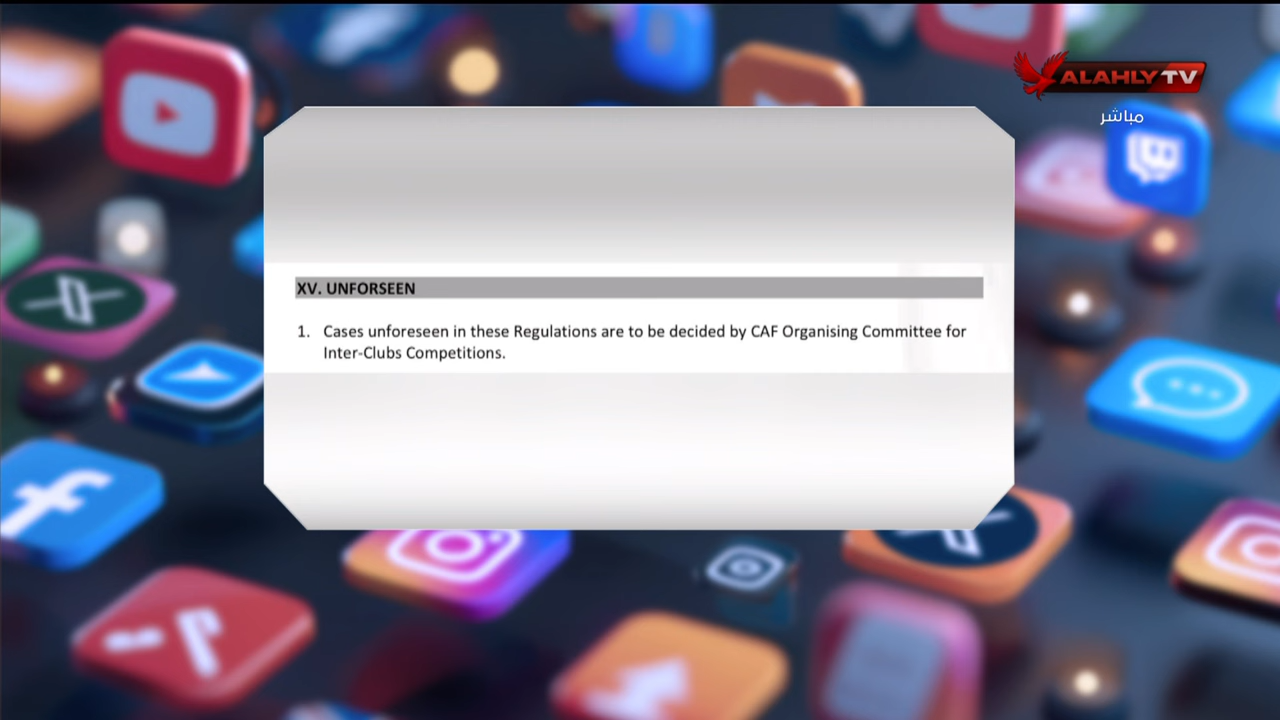 ALAHLY TV
مباشر
XV. UNFORSEEN
1. Cases unforeseen in these Regulations are to be decided by CAF Organising Committee for
Inter-Clubs Competitions.